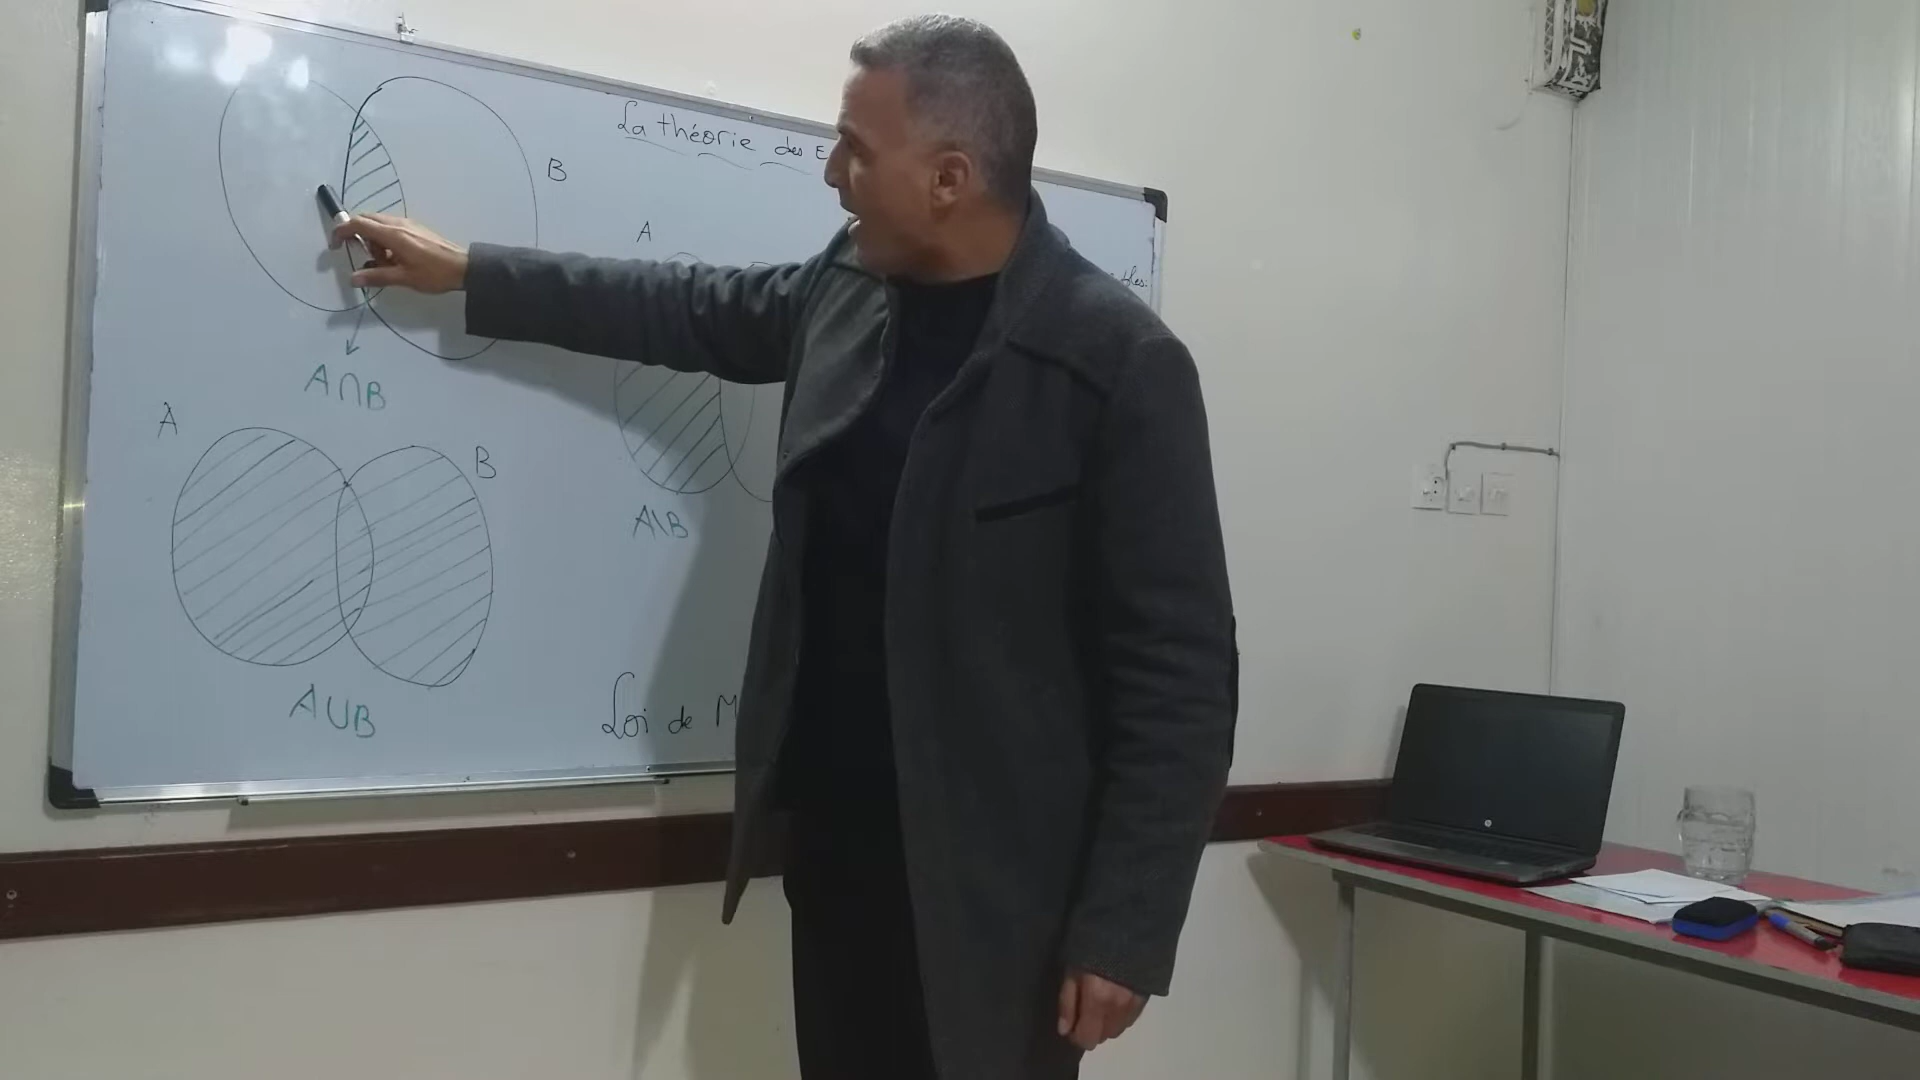 La théorie des E
B
A∩B
A
B
A∪B
A
A\B
Loi de M